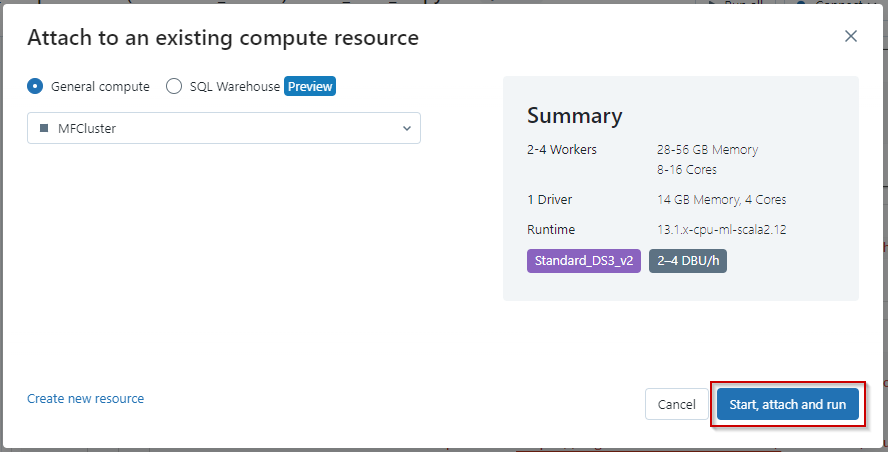 Run all
Attach to an existing compute resource
General compute
SQL Warehouse Preview
MFCluster
Summary
2-4 Workers 28-56 GB Memory
8-16 Cores
1 Driver 14 GB Memory, 4 Cores
Runtime 13.1.x-cpu-ml-scala2.12
Standard_DS3_v2 2–4 DBU/h
Create new resource
Cancel
Start, attach and run